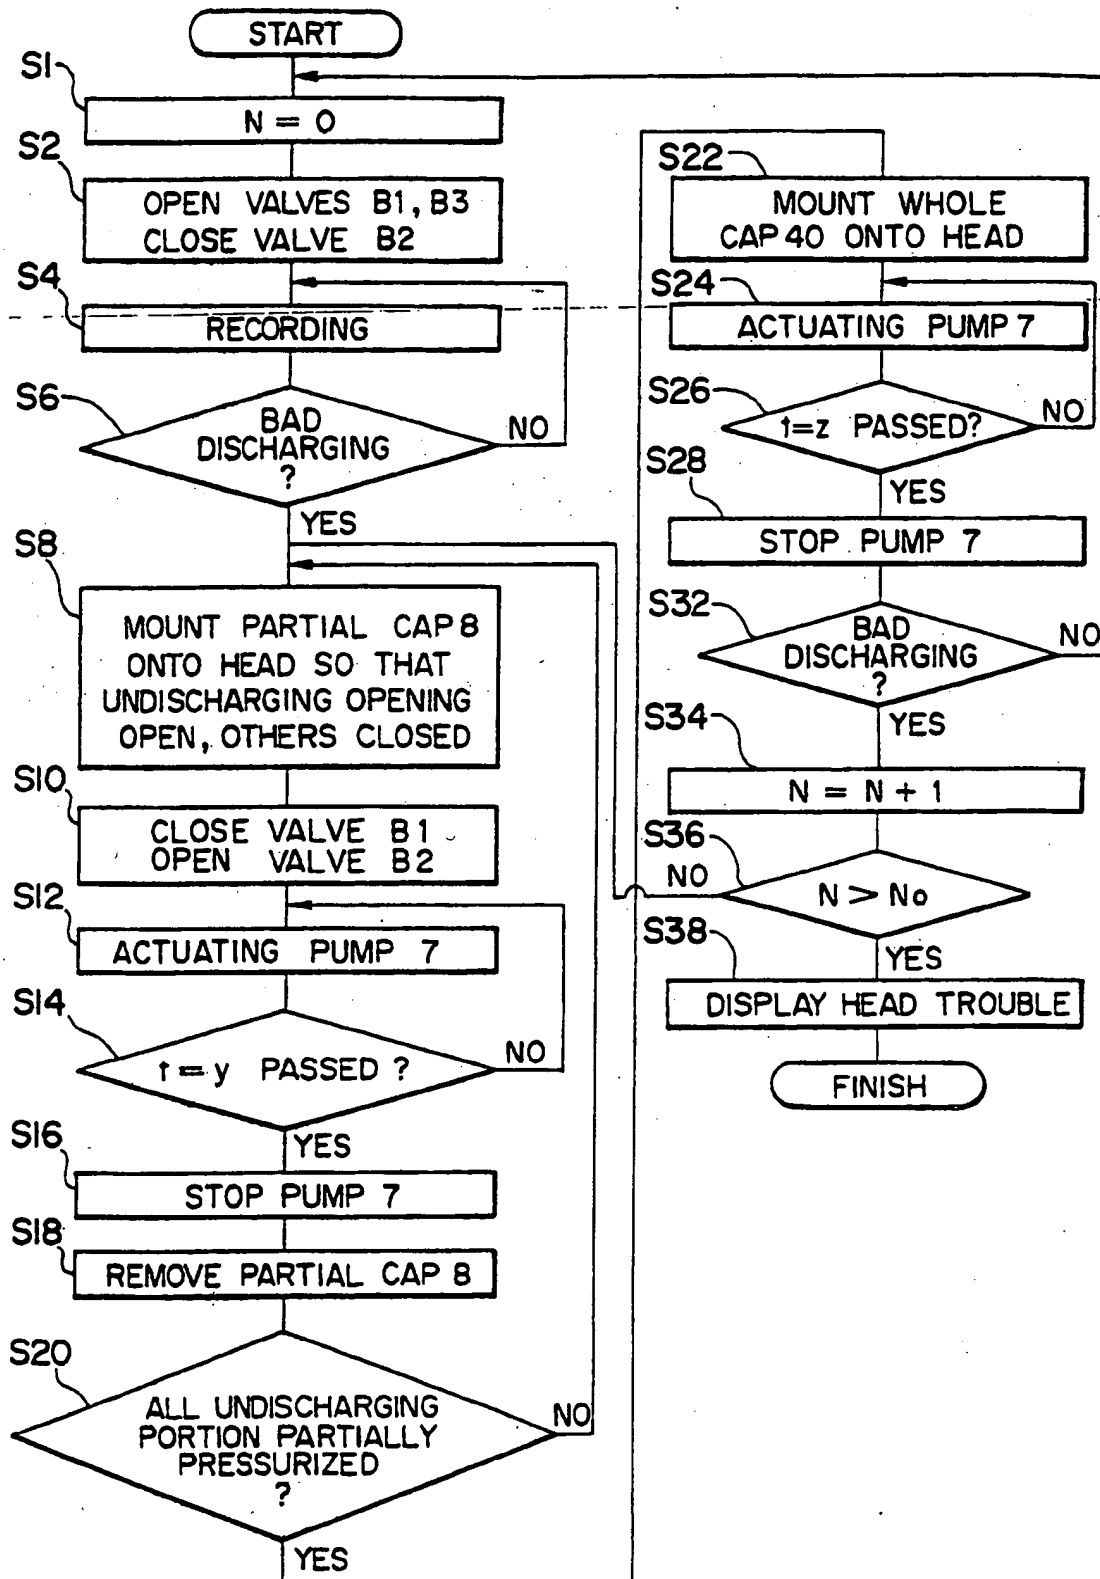 START
S1
N = 0
S2
OPEN VALVES B1, B3
CLOSE VALVE B2
S4
RECORDING
S6
BAD
DISCHARGING
?
NO
YES
S8
MOUNT PARTIAL CAP 8
ONTO HEAD SO THAT
UNDISCHARGING OPENING
OPEN, OTHERS CLOSED
S10
CLOSE VALVE B1
OPEN VALVE B2
S12
ACTUATING PUMP 7
S14
t = y PASSED ?
NO
YES
S16
STOP PUMP 7
S18
REMOVE PARTIAL CAP 8
S20
ALL UNDISCHARGING
PORTION PARTIALLY
PRESSURIZED
?
NO
YES
S22
MOUNT WHOLE
CAP 40 ONTO HEAD
S24
ACTUATING PUMP 7
S26
t=z PASSED?
NO
YES
S28
STOP PUMP 7
S32
BAD
DISCHARGING
?
NO
YES
S34
N = N + 1
S36
N > No
NO
YES
S38
DISPLAY HEAD TROUBLE
FINISH